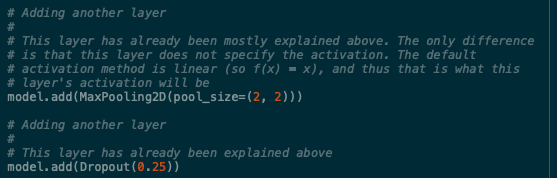 # Adding another layer
#
# This layer has already been mostly explained above. The only difference
# is that this layer does not specify the activation. The default
# activation method is linear (so f(x) = x), and thus that is what this
# layer's activation will be
model.add(MaxPooling2D(pool_size=(2, 2)))
# Adding another layer
#
# This layer has already been explained above
model.add(Dropout(0.25))